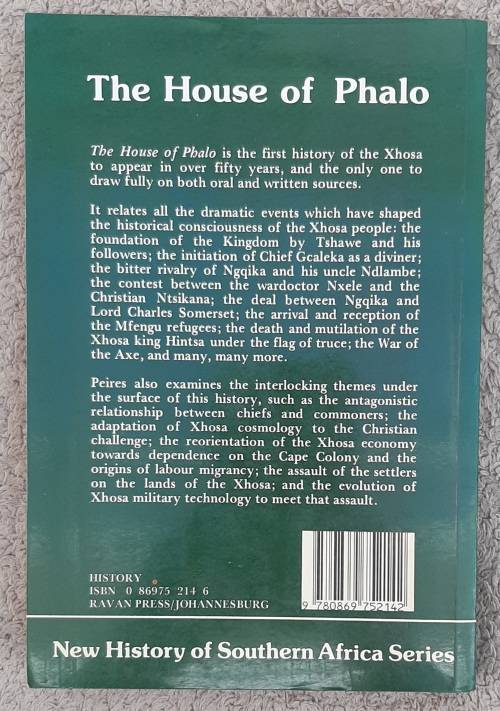 The House of Phalo
The House of Phalo is the first history of the Xhosa
to appear in over fifty years, and the only one to
draw fully on both oral and written sources.
It relates all the dramatic events which have shaped
the historical consciousness of the Xhosa people: the
foundation of the Kingdom by Tshawe and his
followers; the initiation of Chief Gcaleka as a diviner;
the bitter rivalry of Ngqika and his uncle Ndlambe;
the contest between the wardoctor Nxele and the
Christian Ntsikana; the deal between Ngqika and
Lord Charles Somerset; the arrival and reception of
the Mfengu refugees; the death and mutilation of the
Xhosa king Hintsa under the flag of truce; the War of
the Axe, and many, many more.
Peires also examines the interlocking themes under
the surface of this history, such as the antagonistic
relationship between chiefs and commoners; the
adaptation of Xhosa cosmology to the Christian
challenge; the reorientation of the Xhosa economy
towards dependence on the Cape Colony and the
origins of labour migrancy; the assault of the settlers
on the lands of the Xhosa; and the evolution of
Xhosa military technology to meet that assault.
HISTORY
ISBN 0 86975 214 6
RAVAN PRESS/JOHANNESBURG
9 780869 752142
New History of Southern Africa Series